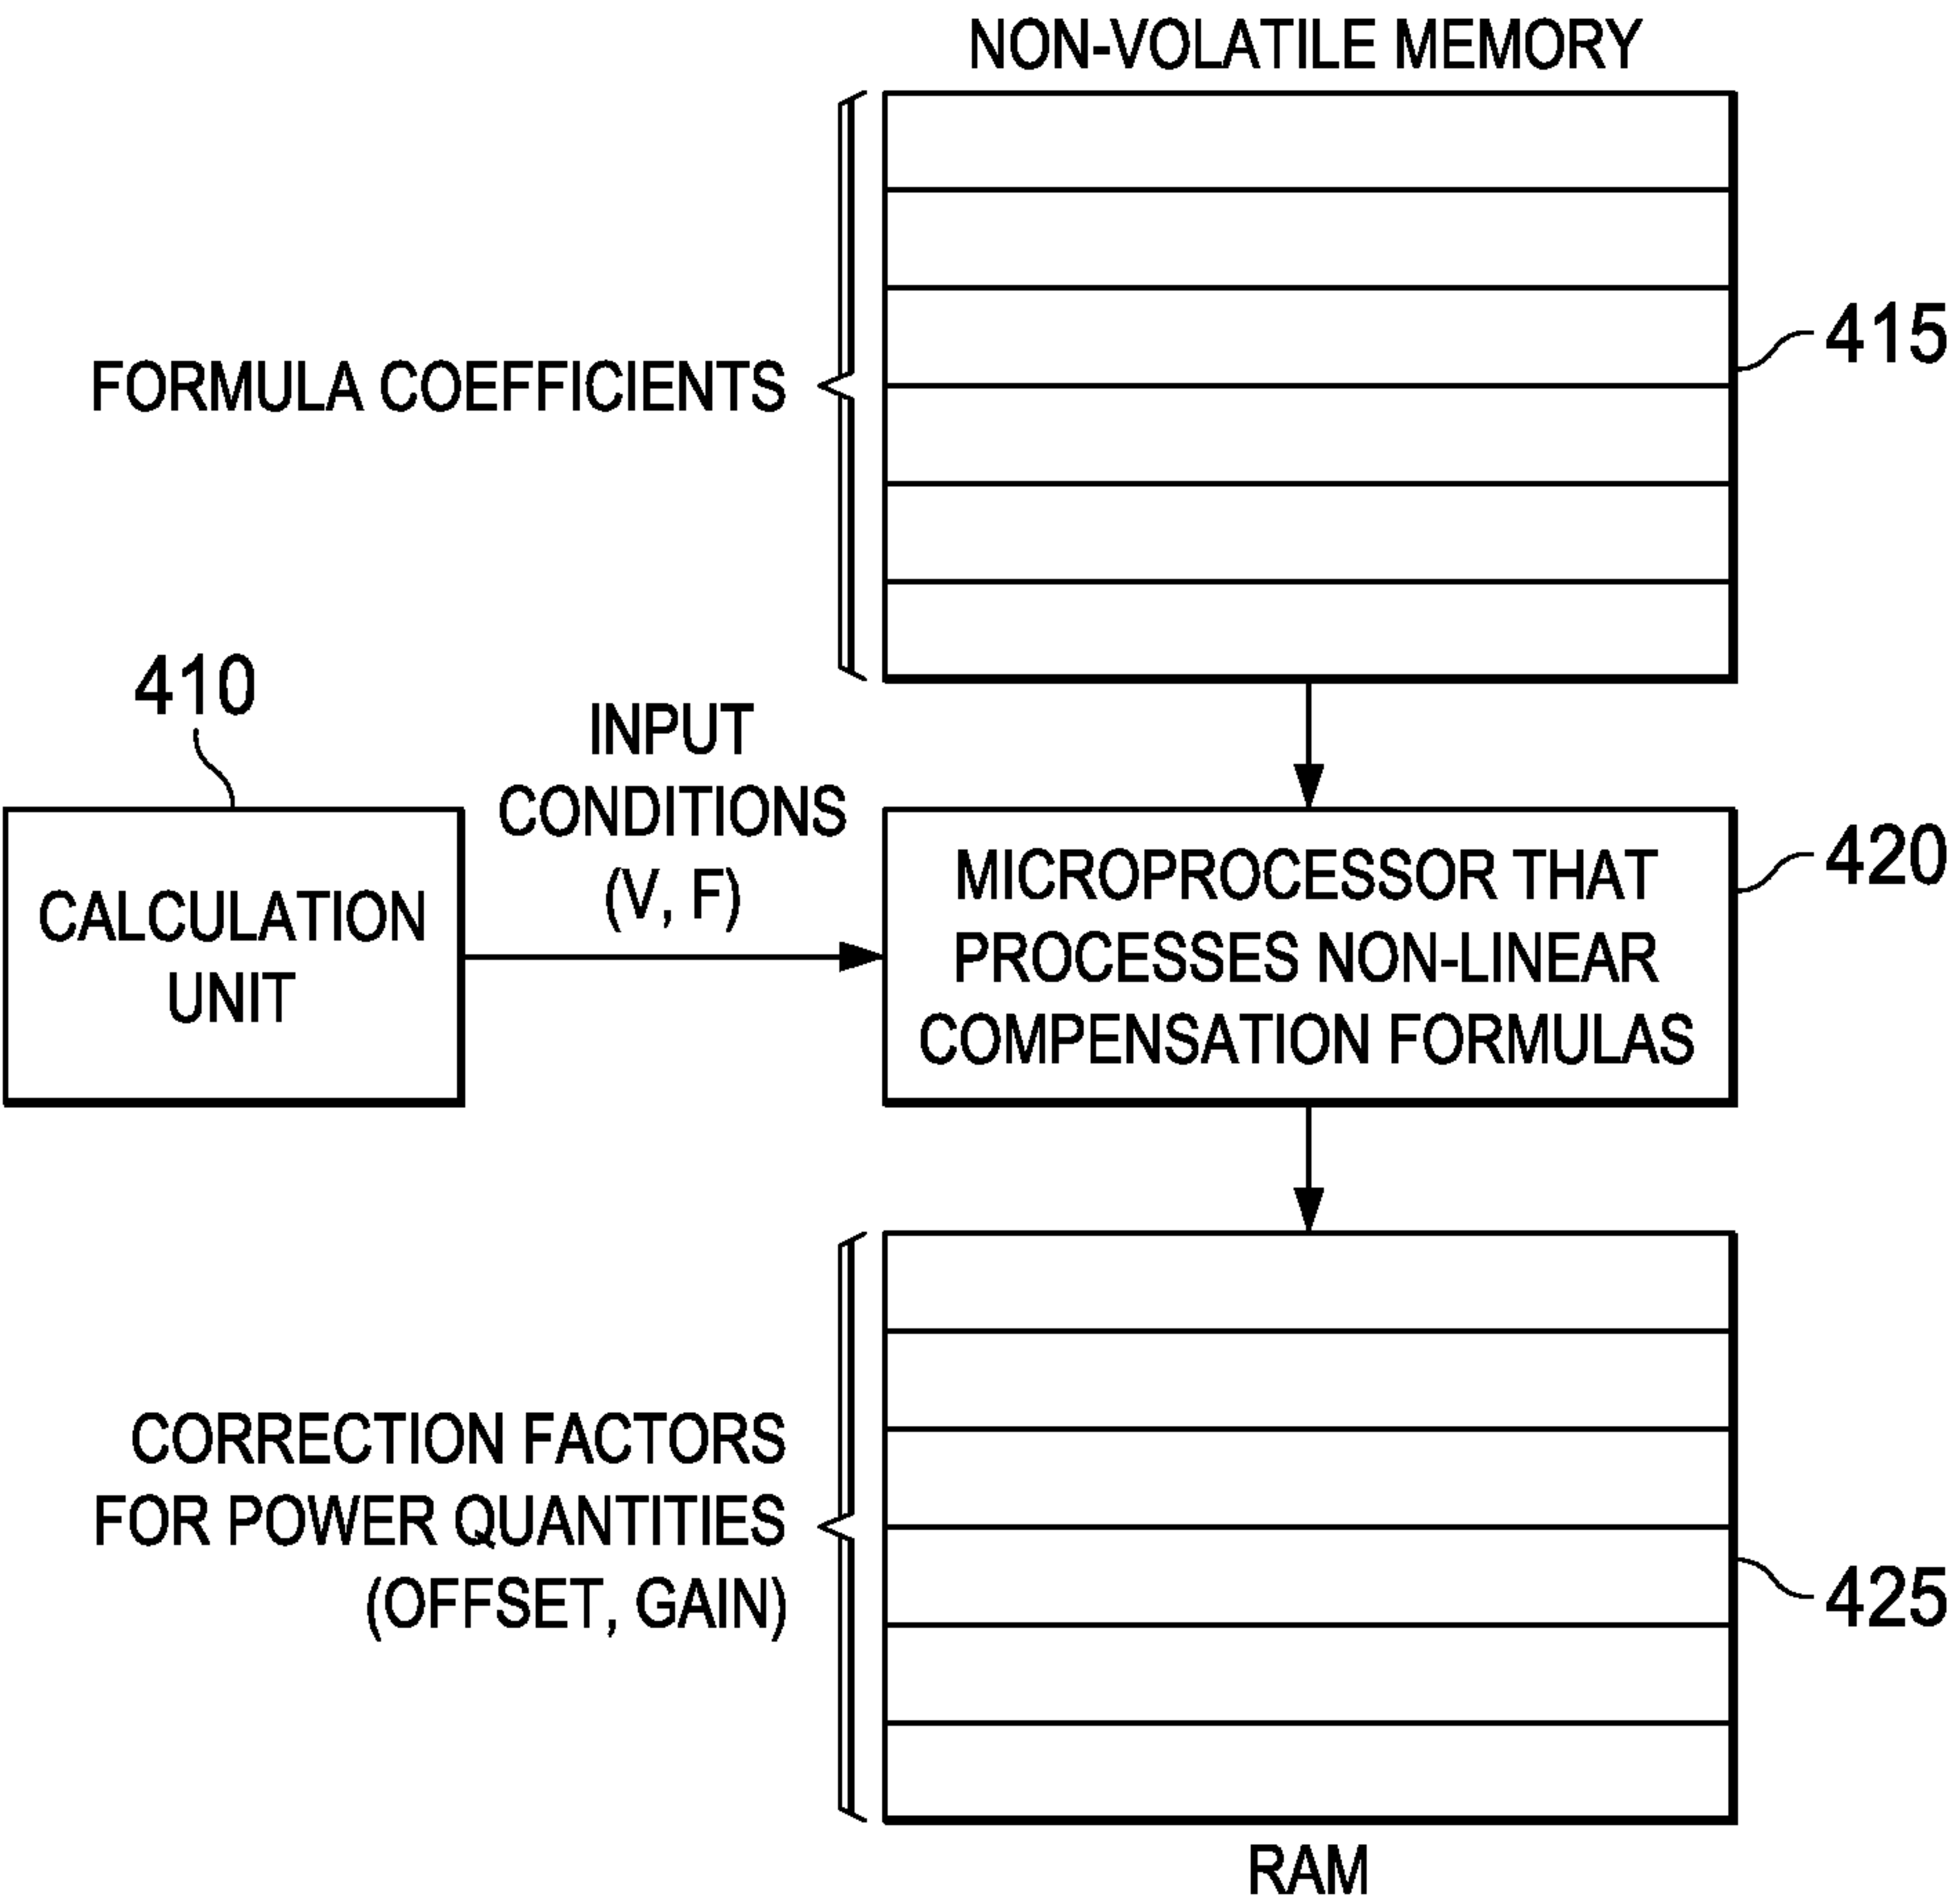 NON-VOLATILE MEMORY
FORMULA COEFFICIENTS
415
410
INPUT
CONDITIONS
(V, F)
CALCULATION
UNIT
MICROPROCESSOR THAT
PROCESSES NON-LINEAR
COMPENSATION FORMULAS
420
CORRECTION FACTORS
FOR POWER QUANTITIES
(OFFSET, GAIN)
425
RAM